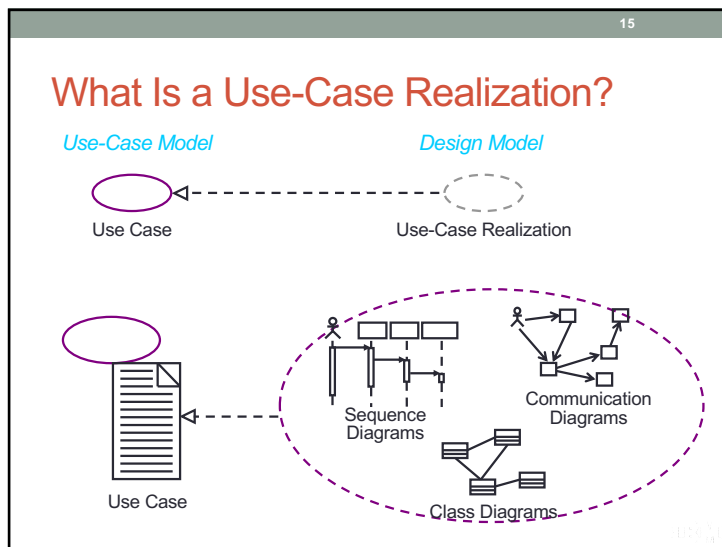 15
What Is a Use-Case Realization?
Use-Case Model
Design Model
Use Case
Use-Case Realization
Sequence
Diagrams
Communication
Diagrams
Use Case
Class Diagrams